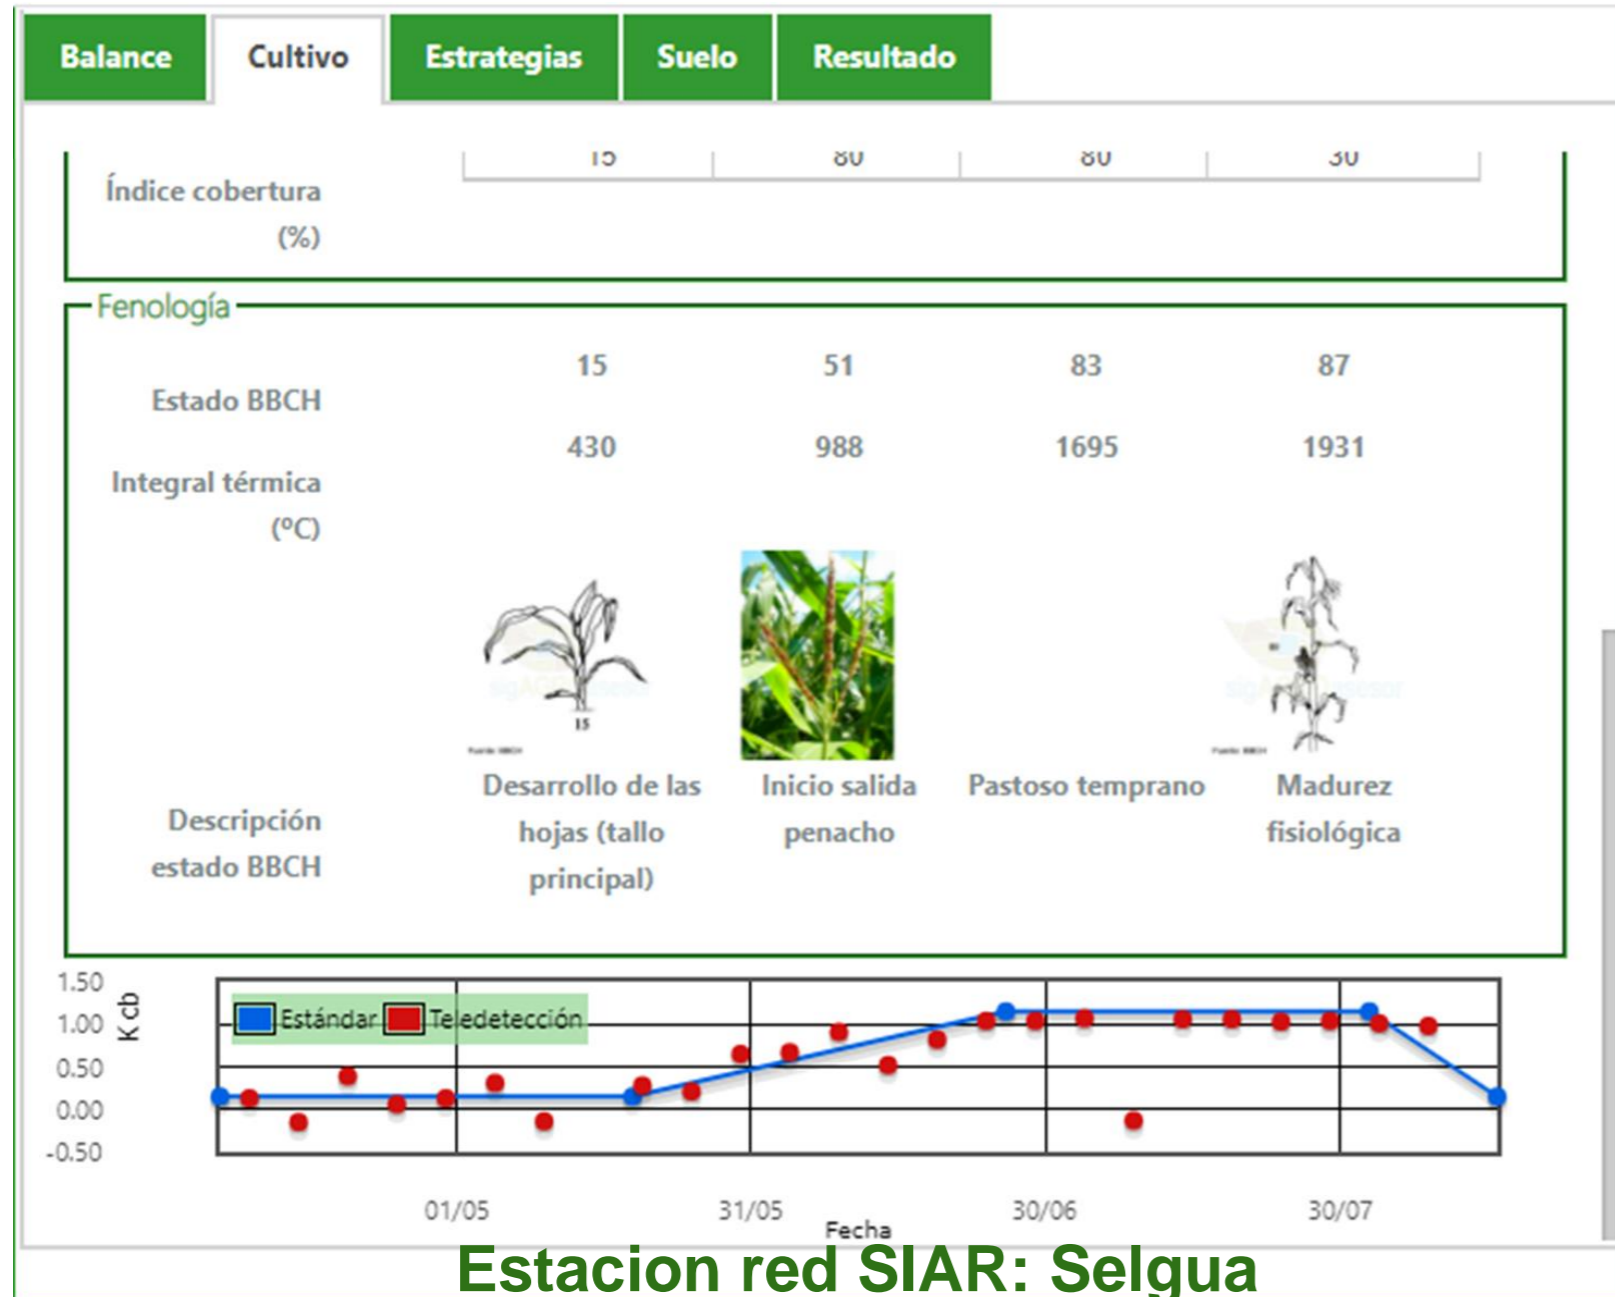 Balance Cultivo Estrategias Suelo Resultado
15 80 80 30
Índice cobertura
(%)
Fenología
15 51 83 87
Estado BBCH
430 988 1695 1931
Integral térmica
(ºC)
15
Desarrollo de las Inicio salida Pastoso temprano Madurez
hojas (tallo penacho fisiológica
principal)
Descripción
estado BBCH
1.50
1.00
0.50
0.00
-0.50
K cb
Estándar Teledetección
01/05 31/05 30/06 30/07
Fecha
Estacion red SIAR: Selgua